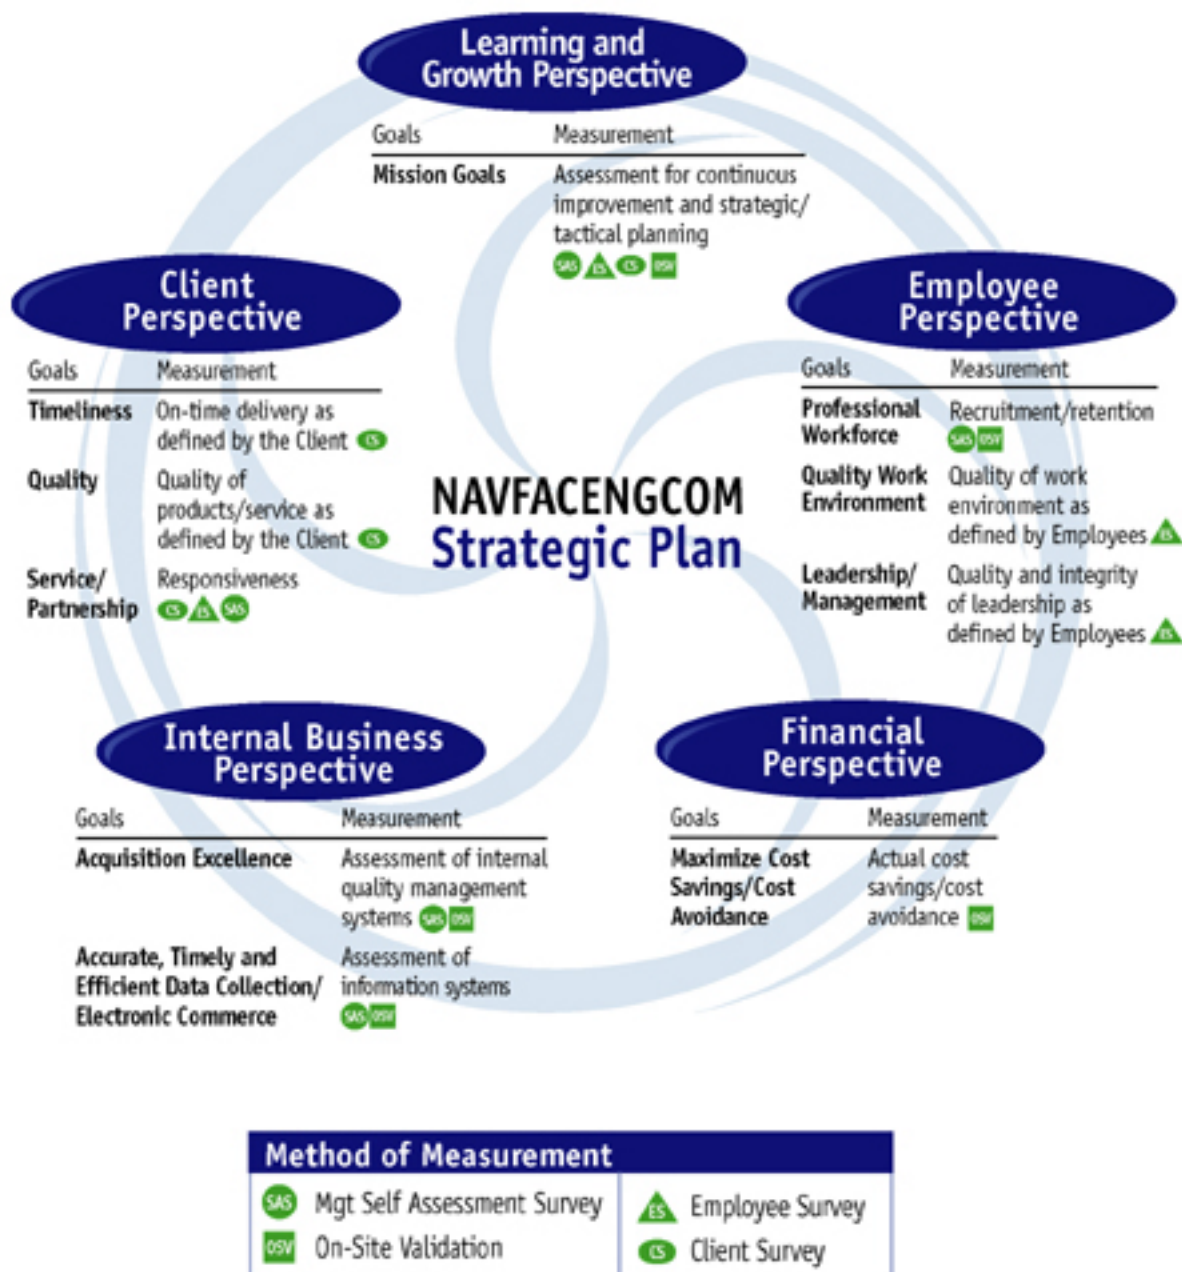 Learning and
Growth Perspective
Goals Measurement
Mission Goals Assessment for continuous
improvement and strategic/
tactical planning
SAS ES CS OSV
Client
Perspective
Goals Measurement
Timeliness On-time delivery as
defined by the Client CS
Quality Quality of
products/service as
defined by the Client CS
Service/ Responsiveness
Partnership CS ES SAS
Employee
Perspective
Goals Measurement
Professional Recruitment/retention
Workforce SAS OSV
Quality Work Quality of work
Environment environment as
defined by Employees ES
Leadership/ Quality and integrity
Management of leadership as
defined by Employees ES
NAVFACENGCOM
Strategic Plan
Internal Business
Perspective
Goals Measurement
Acquisition Excellence Assessment of internal
quality management
systems SAS OSV
Accurate, Timely and Assessment of
Efficient Data Collection/ information systems
Electronic Commerce SAS OSV
Financial
Perspective
Goals Measurement
Maximize Cost Actual cost
Savings/Cost savings/cost
Avoidance avoidance OSV
Method of Measurement
SAS Mgt Self Assessment Survey
OSV On-Site Validation
ES Employee Survey
CS Client Survey